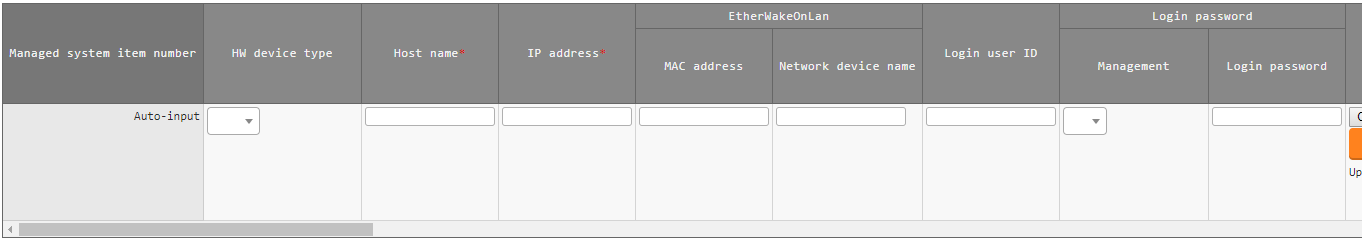 EtherWakeOnLan
Login password
Managed system item number
HW device type
Host name*
IP address*
MAC address
Network device name
Login user ID
Management
Login password
Auto-input
Up